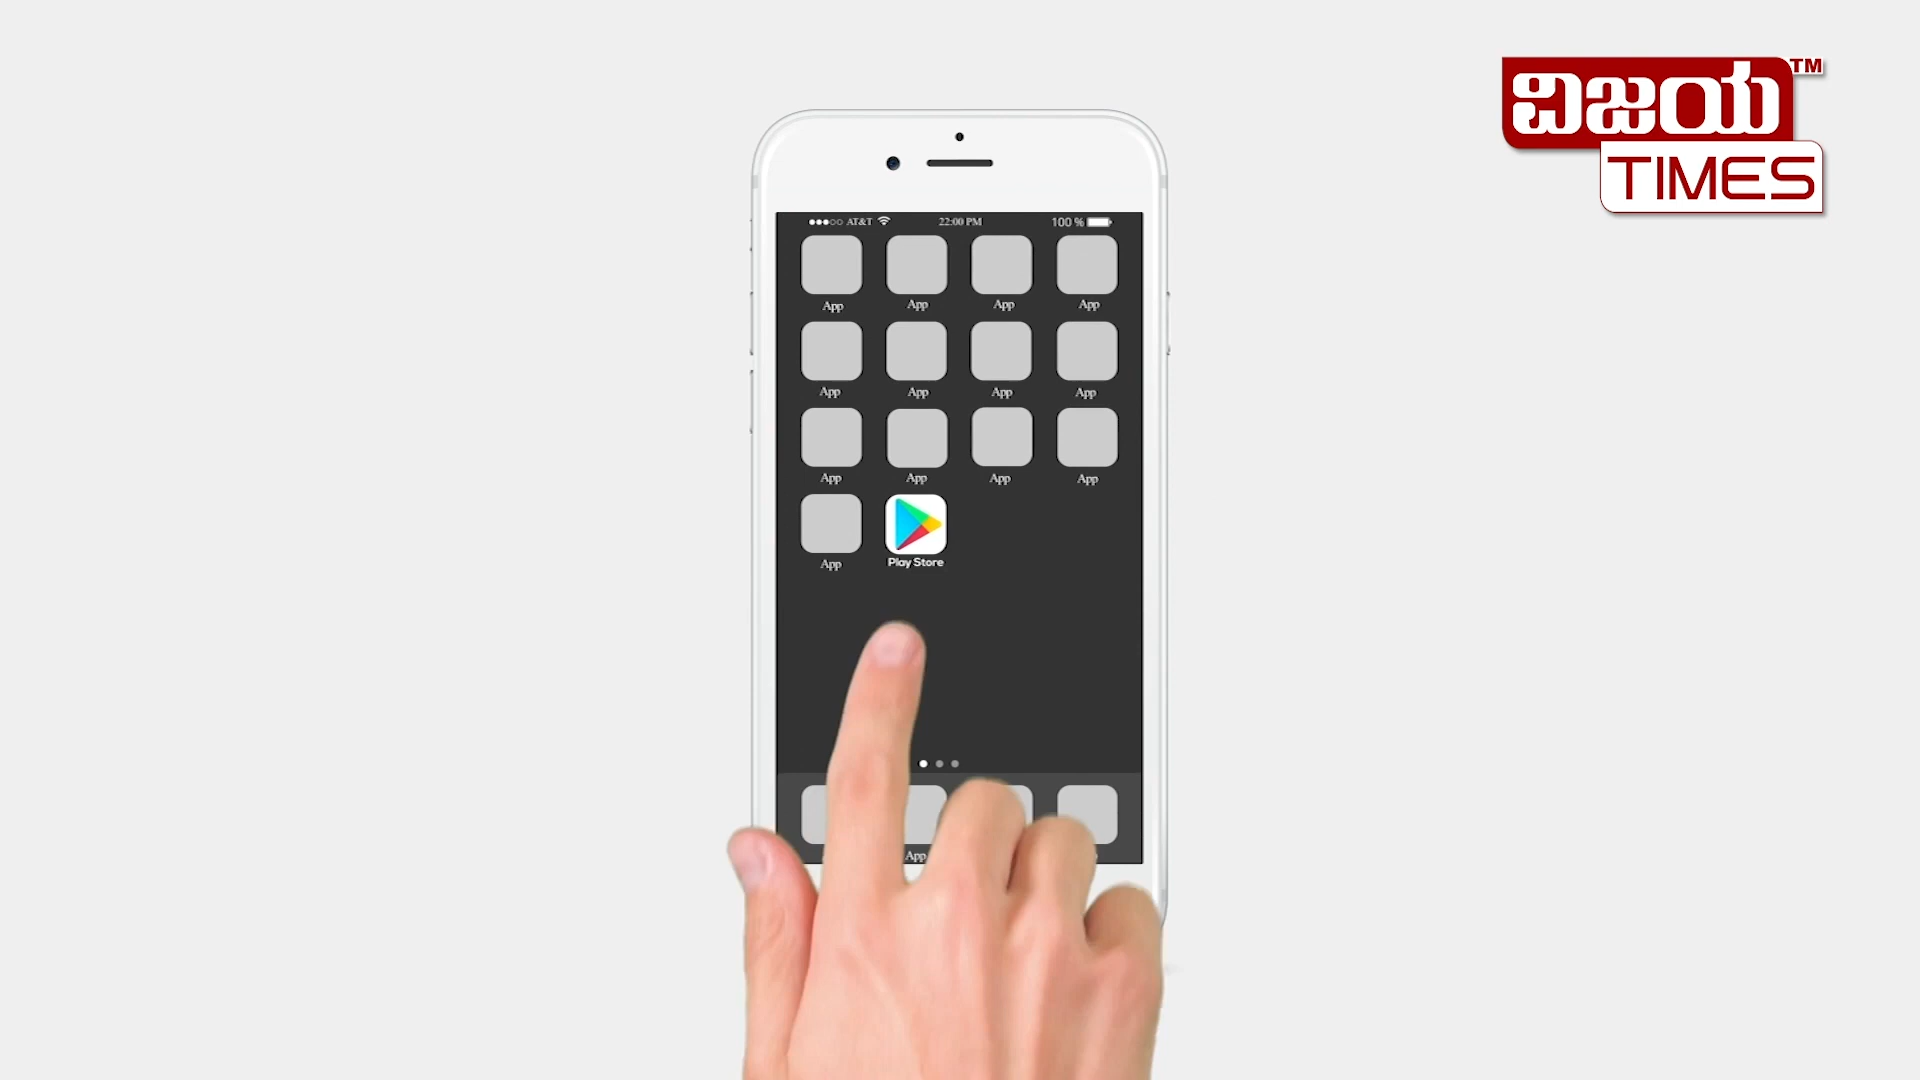 ವಿಜಯ TM
TIMES
AT&T 22:00 PM 100 %
App App App App
App App App App
App App App App
App Play Store
App